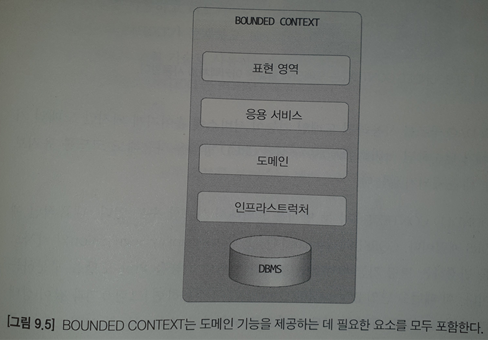 BOUNDED CONTEXT
표현 영역
응용 서비스
도메인
인프라스트럭처
DBMS
[그림 9.5] BOUNDED CONTEXT는 도메인 기능을 제공하는 데 필요한 요소를 모두 포함한다.